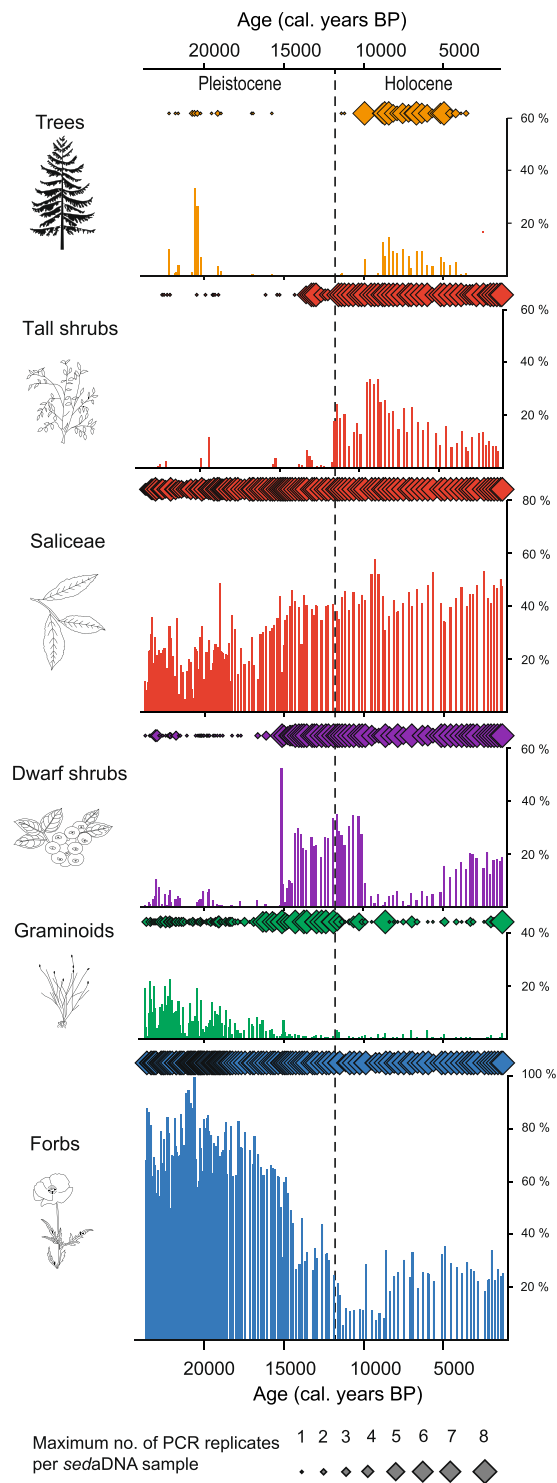 Age (cal. years BP)
20000 15000 10000 5000
Pleistocene Holocene
Trees
60 %
40 %
20 %
Tall shrubs
60 %
40 %
20 %
Saliceae
80 %
60 %
40 %
20 %
Dwarf shrubs
60 %
40 %
20 %
Graminoids
40 %
20 %
Forbs
100 %
80 %
60 %
40 %
20 %
20000 15000 10000 5000
Age (cal. years BP)
Maximum no. of PCR replicates
per sedaDNA sample
1 2 3 4 5 6 7 8